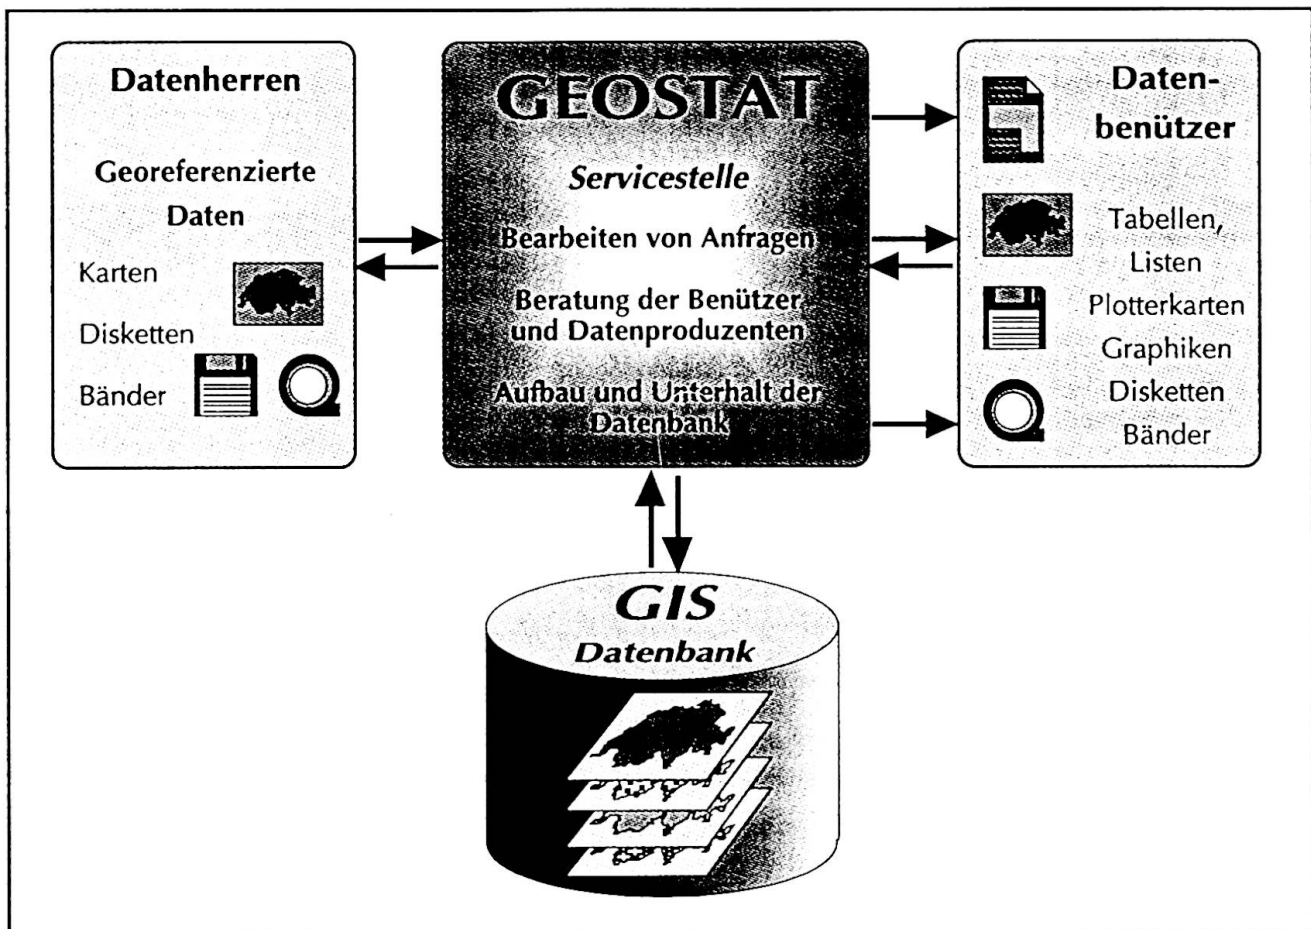 Datenherren
Georeferenzierte
Daten
Karten
Disketten
Bänder
GEOSTAT
Servicestelle
Bearbeiten von Anfragen
Beratung der Benützer
und Datenproduzenten
Aufbau und Unterhalt der
Datenbank
Daten-
benützer
Tabellen,
Listen
Plotterkarten
Graphiken
Disketten
Bänder
GIS
Datenbank